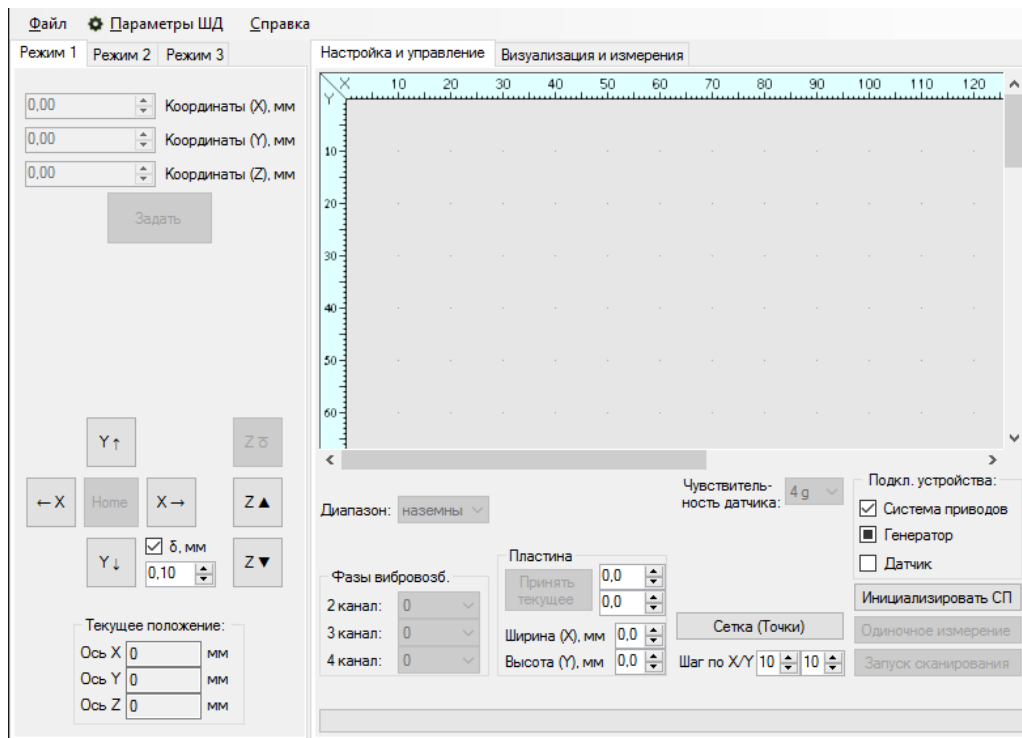 Файл Параметры ШД Справка
Режим 1 Режим 2 Режим 3
Настройка и управление Визуализация и измерения
X 10 20 30 40 50 60 70 80 90 100 110 120
Y
10
20
30
40
50
60
0,00 Координаты (X), мм
0,00 Координаты (Y), мм
0,00 Координаты (Z), мм
Задать
Y↑ Z
←X Home X→ Z▲
Y↓ δ, мм Z▼
0,10
Текущее положение:
Ось X 0 мм
Ось Y 0 мм
Ось Z 0 мм
Диапазон: наземны
Чувствитель-
ность датчика: 4 g
Фазы вибровозб.
2 канал: 0
3 канал: 0
4 канал: 0
Пластина
Принять
текущее
0,0
0,0
Ширина (X), мм 0,0
Высота (Y), мм 0,0
Сетка (Точки)
Шаг по X/Y 10 10
Подкл. устройства:
Система приводов
Генератор
Датчик
Инициализировать СП
Одиночное измерение
Запуск сканирования